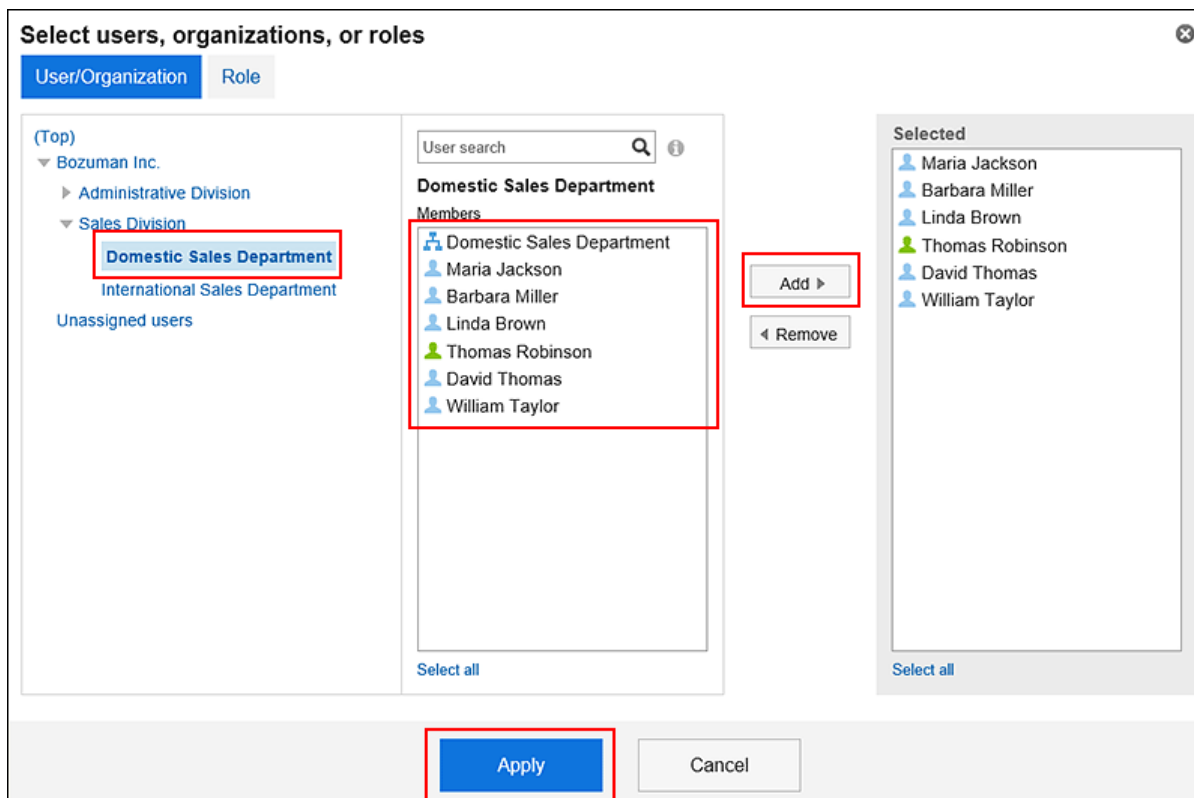 Select users, organizations, or roles
User/Organization
Role
(Top)
Bozuman Inc.
Administrative Division
Sales Division
Domestic Sales Department
International Sales Department
Unassigned users
User search
Domestic Sales Department
Members
Domestic Sales Department
Maria Jackson
Barbara Miller
Linda Brown
Thomas Robinson
David Thomas
William Taylor
Select all
Add
Remove
Selected
Maria Jackson
Barbara Miller
Linda Brown
Thomas Robinson
David Thomas
William Taylor
Select all
Apply
Cancel